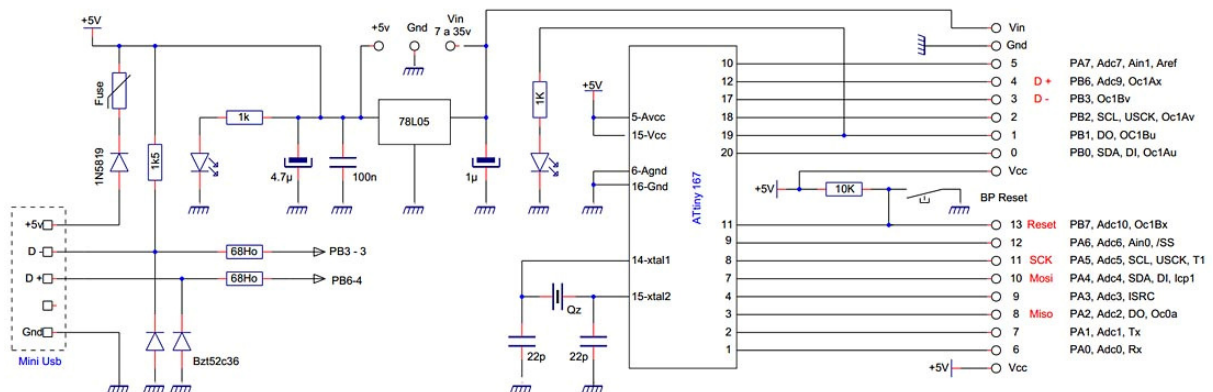 +5V
Fuse
1N5819
1k5
1k
4.7µ
100n
78L05
1µ
+5v
Gnd
Vin
7 a 35v
1K
+5v
D -
D +
Gnd
Mini Usb
68Ho
PB3 - 3
68Ho
PB6-4
Bzt52c36
+5V
5-Avcc
15-Vcc
6-Agnd
16-Gnd
14-xtal1
15-xtal2
Qz
22p
22p
ATtiny 167
Vin
Gnd
10 5 PA7, Adc7, Ain1, Aref
12 4 D + PB6, Adc9, Oc1Ax
17 3 D - PB3, Oc1Bv
18 2 PB2, SCL, USCK, Oc1Av
19 1 PB1, DO, OC1Bu
20 0 PB0, SDA, DI, Oc1Au
Vcc
+5V
10K
BP Reset
11 13 Reset PB7, Adc10, Oc1Bx
9 12 PA6, Adc6, Ain0, /SS
8 11 SCK PA5, Adc5, SCL, USCK, T1
7 10 Mosi PA4, Adc4, SDA, DI, Icp1
4 9 PA3, Adc3, ISRC
3 8 Miso PA2, Adc2, DO, Oc0a
2 7 PA1, Adc1, Tx
1 6 PA0, Adc0, Rx
+5V Vcc